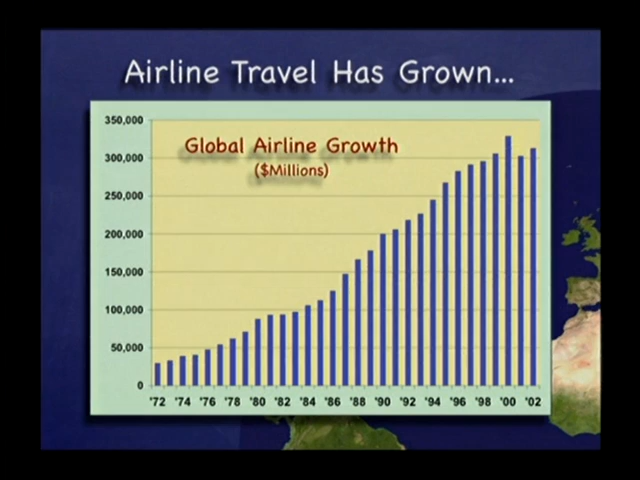 Airline Travel Has Grown...
Global Airline Growth
($Millions)
350,000
300,000
250,000
200,000
150,000
100,000
50,000
0
'72 '74 '76 '78 '80 '82 '84 '86 '88 '90 '92 '94 '96 '98 '00 '02